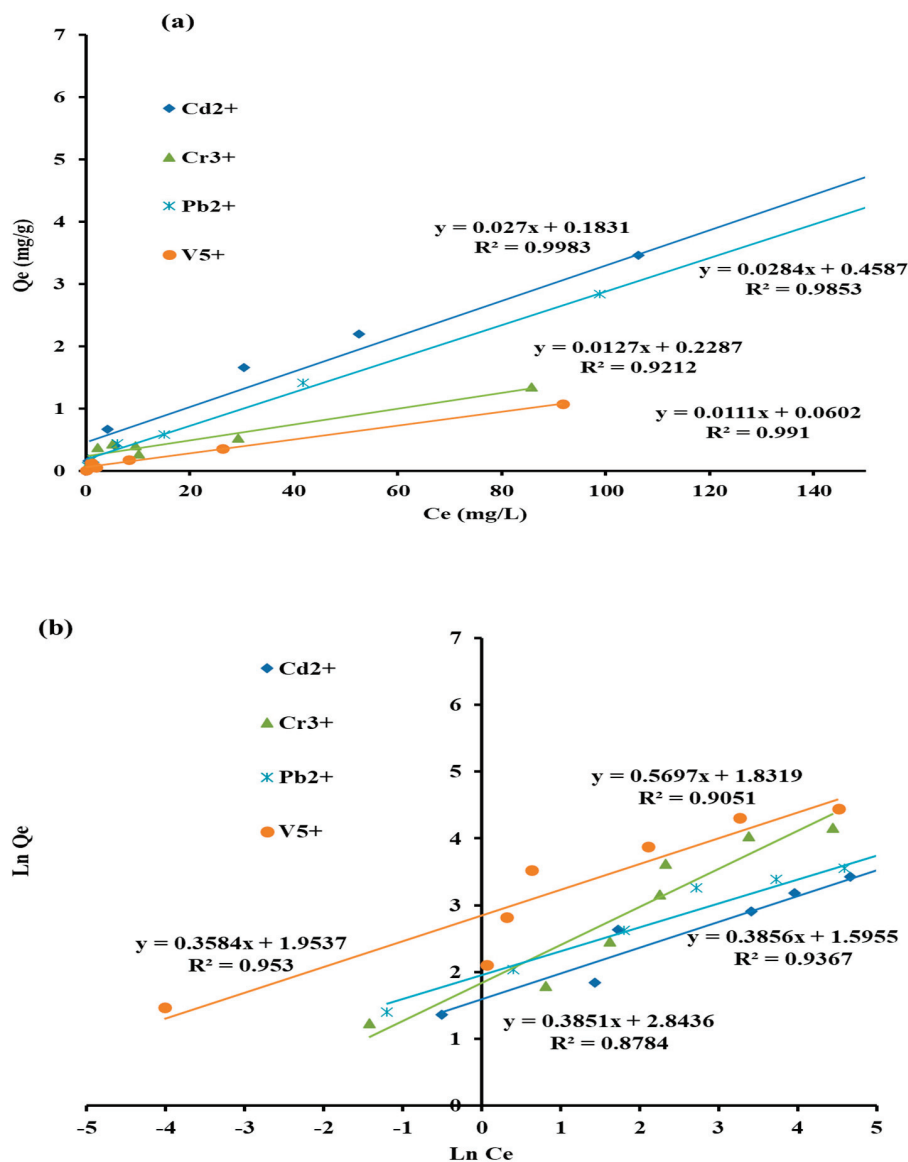 (a)
7
6
5
4
3
2
1
0
Qe (mg/g)
Cd2+
Cr3+
Pb2+
V5+
y = 0.027x + 0.1831
R² = 0.9983
y = 0.0284x + 0.4587
R² = 0.9853
y = 0.0127x + 0.2287
R² = 0.9212
y = 0.0111x + 0.0602
R² = 0.991
0 20 40 60 80 100 120 140
Ce (mg/L)
(b)
7
6
5
4
3
2
1
0
Ln Qe
Cd2+
Cr3+
Pb2+
V5+
y = 0.5697x + 1.8319
R² = 0.9051
y = 0.3584x + 1.9537
R² = 0.953
y = 0.3856x + 1.5955
R² = 0.9367
y = 0.3851x + 2.8436
R² = 0.8784
-5 -4 -3 -2 -1 0 1 2 3 4 5
Ln Ce